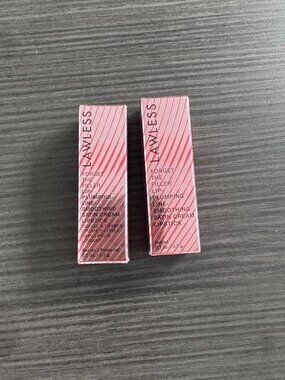 LAWLESS
FORGET
THE
FILLER
LIP-
PLUMPING
LINE
SMOOTHING
SATIN CREAM
LIPSTICK
LAWLESS
FORGET
THE
FILLER
LIP-
PLUMPING
LINE
SMOOTHING
SATIN CREAM
LIPSTICK